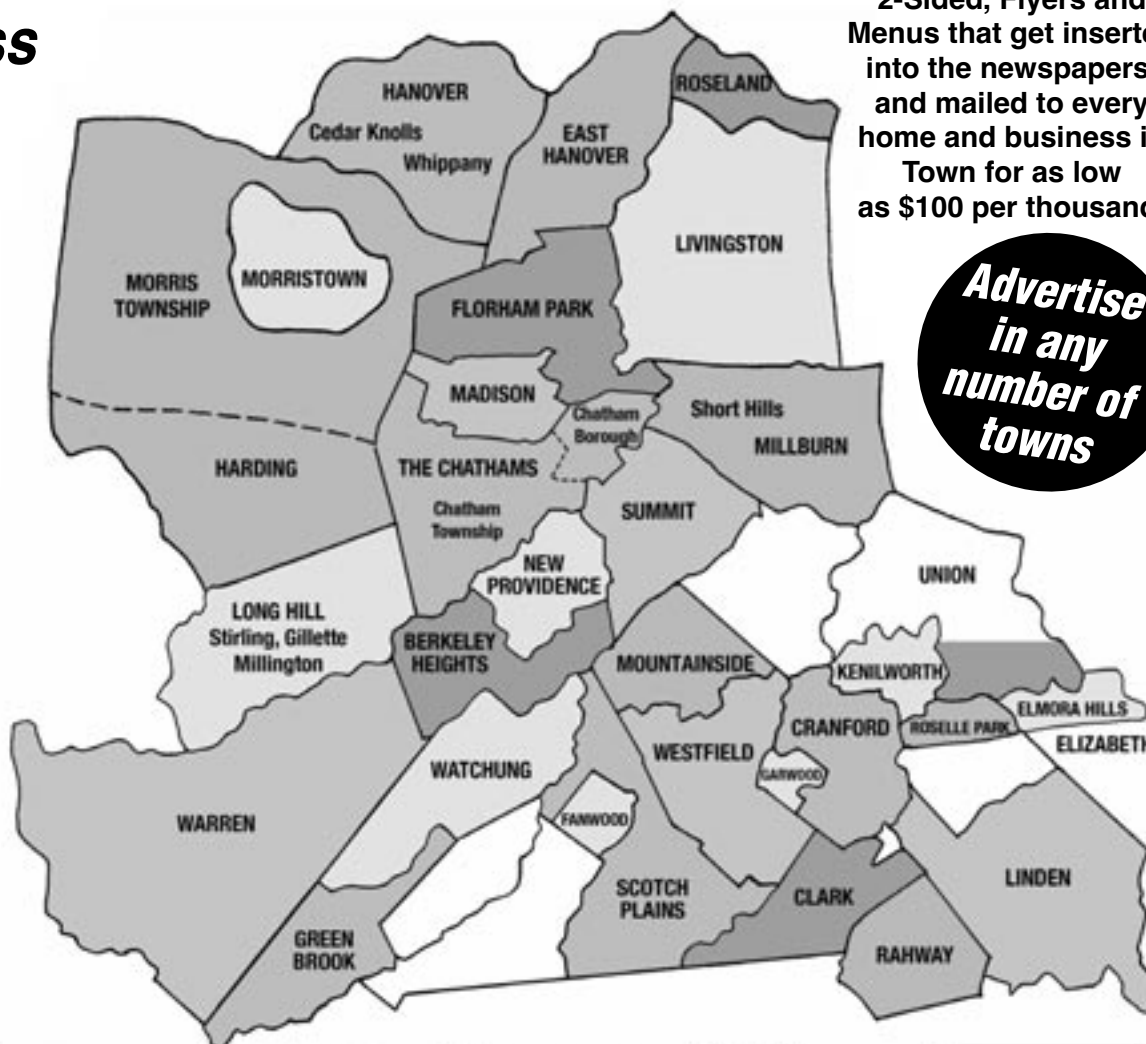 ss
2-Sided, Flyers and
Menus that get inserte
into the newspapers
and mailed to every
home and business i
Town for as low
as $100 per thousand
Advertise
in any
number of
towns
HANOVER
Cedar Knolls
Whippany
EAST
HANOVER
ROSELAND
LIVINGSTON
MORRIS
TOWNSHIP
MORRISTOWN
FLORHAM PARK
MADISON
Chatham
Borough
Short Hills
MILLBURN
HARDING
THE CHATHAMS
Chatham
Township
SUMMIT
NEW
PROVIDENCE
UNION
LONG HILL
Stirling, Gillette
Millington
BERKELEY
HEIGHTS
MOUNTAINSIDE
KENILWORTH
ELMORA HILLS
ROSELLE PARK
ELIZABETH
CRANFORD
WESTFIELD
GARWOOD
WATCHUNG
WARREN
FANWOOD
SCOTCH
PLAINS
CLARK
LINDEN
GREEN
BROOK
RAHWAY